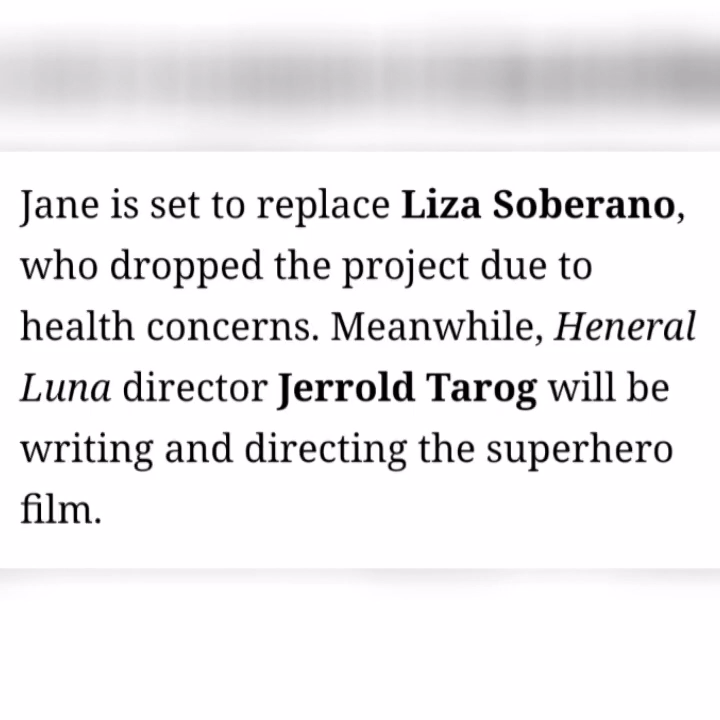 Jane is set to replace Liza Soberano,
who dropped the project due to
health concerns. Meanwhile, Heneral
Luna director Jerrold Tarog will be
writing and directing the superhero
film.